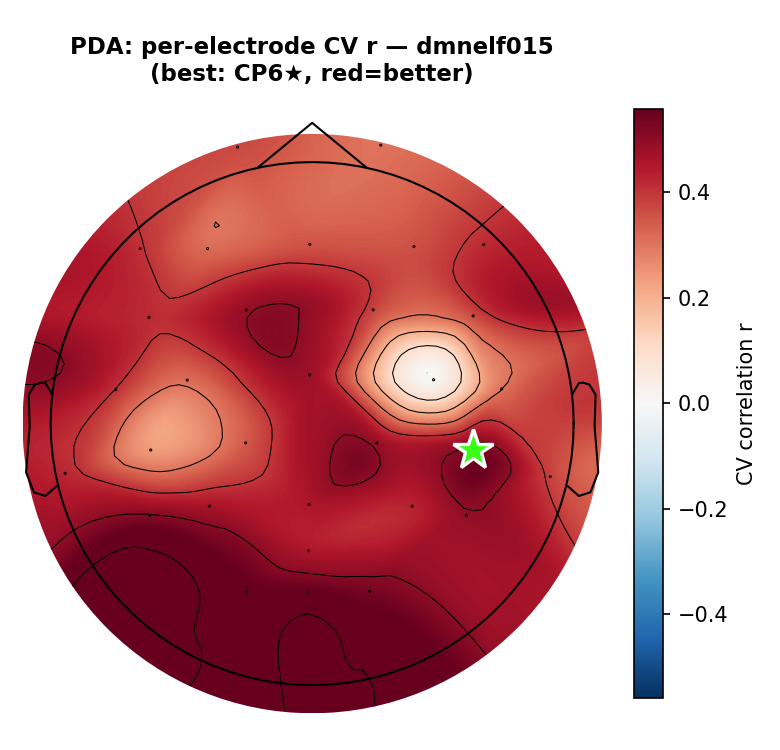 PDA: per-electrode CV r — dmnelf015
(best: CP6★, red=better)
0.4
0.2
0.0
−0.2
−0.4
CV correlation r